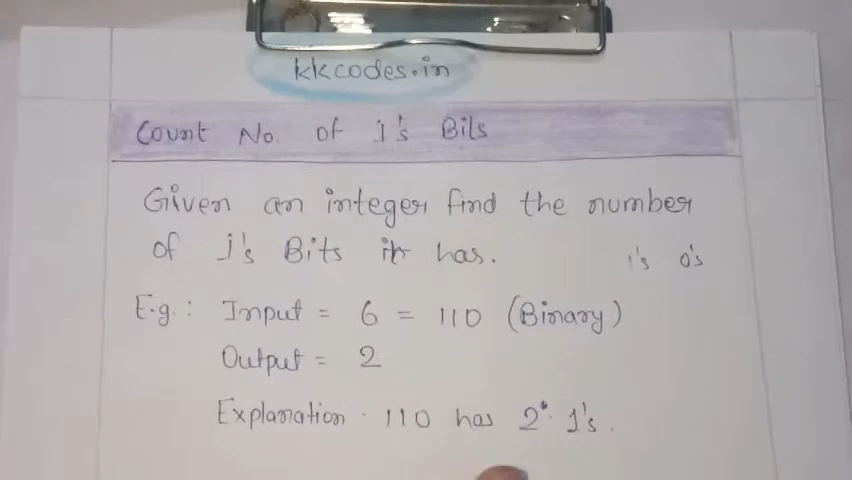 kkcodes.in
Count No. of 1's Bits
Given an integer find the number
of 1's Bits it has.
1's 0's
E.g.: Input = 6 = 110 (Binary)
Output = 2
Explanation. 110 has 2 1's.